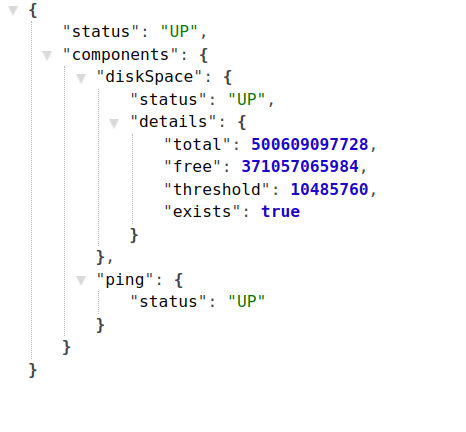 {
"status": "UP",
"components": {
"diskSpace": {
"status": "UP",
"details": {
"total": 500609097728,
"free": 371057065984,
"threshold": 10485760,
"exists": true
}
},
"ping": {
"status": "UP"
}
}
}